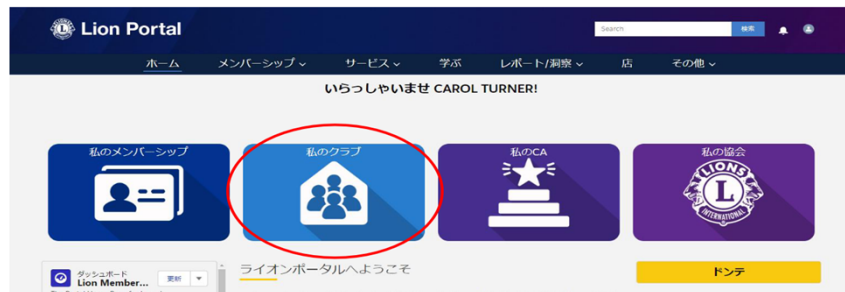 Lion Portal
Search
検索
ホーム メンバーシップ サービス 学ぶ レポート/洞察 店 その他
いらっしゃいませ CAROL TURNER!
私のメンバーシップ
私のクラブ
私のCA
私の協会
LIONS
L
INTERNATIONAL
ダッシュボード
Lion Member...
更新
ライオンポータルへようこそ
ドンテ